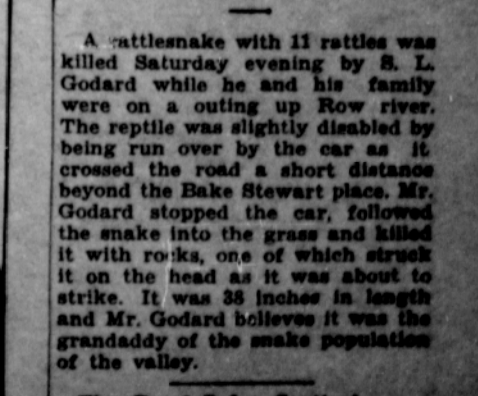 A rattlesnake with 11 rattles was
killed Saturday evening by S. L.
Godard while he and his family
were on a outing up Row river.
The reptile was slightly disabled by
being run over by the car as it
crossed the road a short distance
beyond the Bake Stewart place. Mr.
Godard stopped the car, followed
the snake into the grass and killed
it with rocks, one of which struck
it on the head as it was about to
strike. It was 38 inches in length
and Mr. Godard believes it was the
grandaddy of the snake population
of the valley.